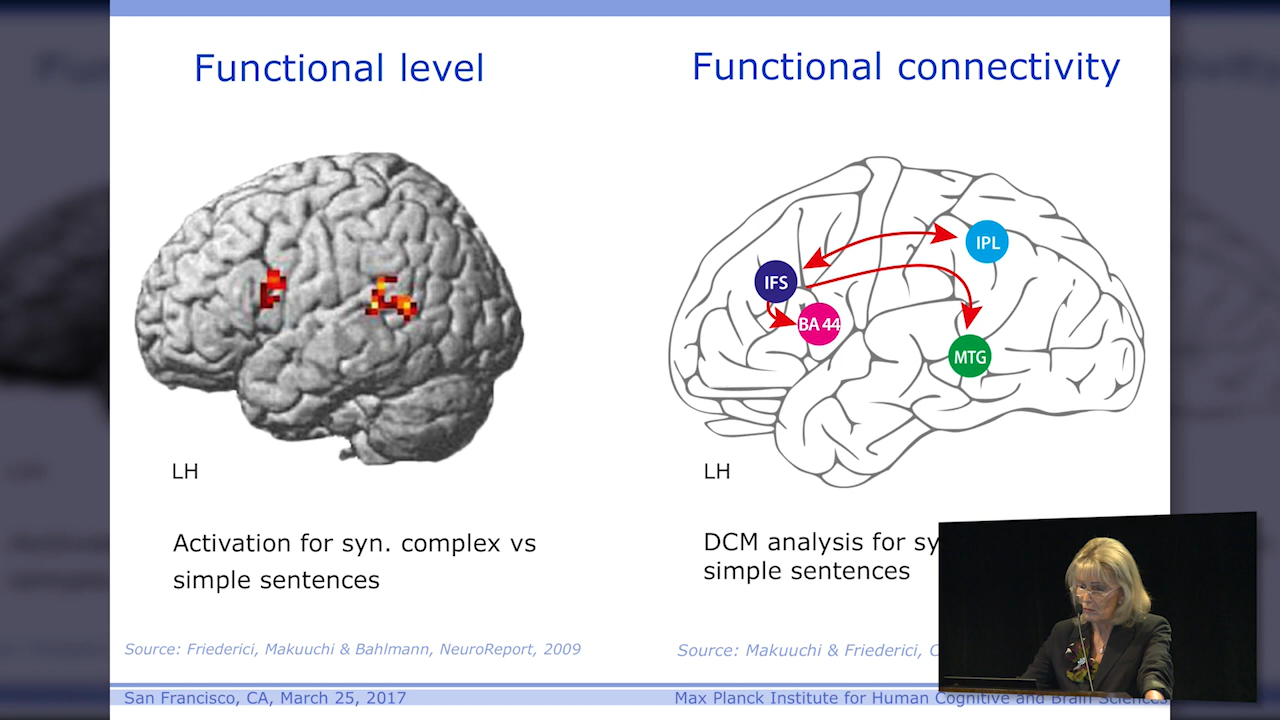 Functional level
Functional connectivity
IPL
IFS
BA 44
MTG
LH
LH
Activation for syn. complex vs
simple sentences
DCM analysis for sy
simple sentences
Source: Friederici, Makuuchi & Bahlmann, NeuroReport, 2009
Source: Makuuchi & Friederici, C
San Francisco, CA, March 25, 2017
Max Planck Institute for Human Cognitive and Brain Sciences